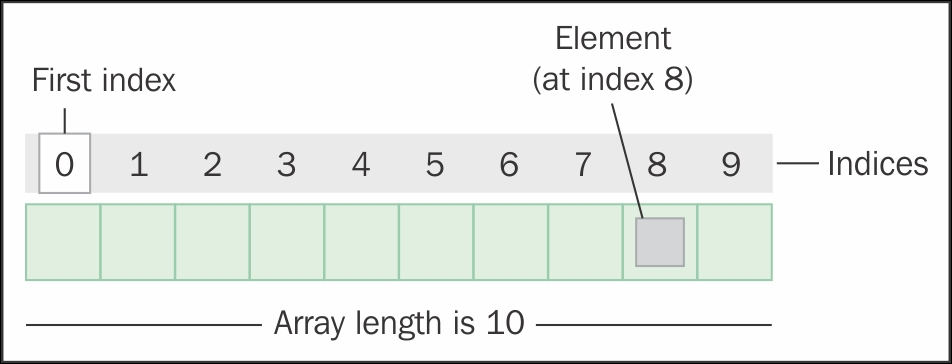 Element
(at index 8)
First index
0 1 2 3 4 5 6 7 8 9
Indices
Array length is 10